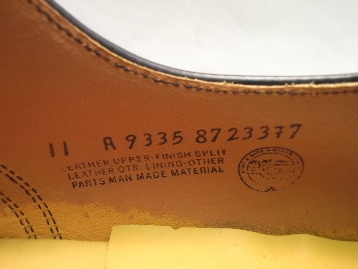 11 A 9335 8723377
LEATHER UPPER-FINISH SPLIT
LEATHER QTR. LINING-OTHER
PARTS MAN MADE MATERIAL